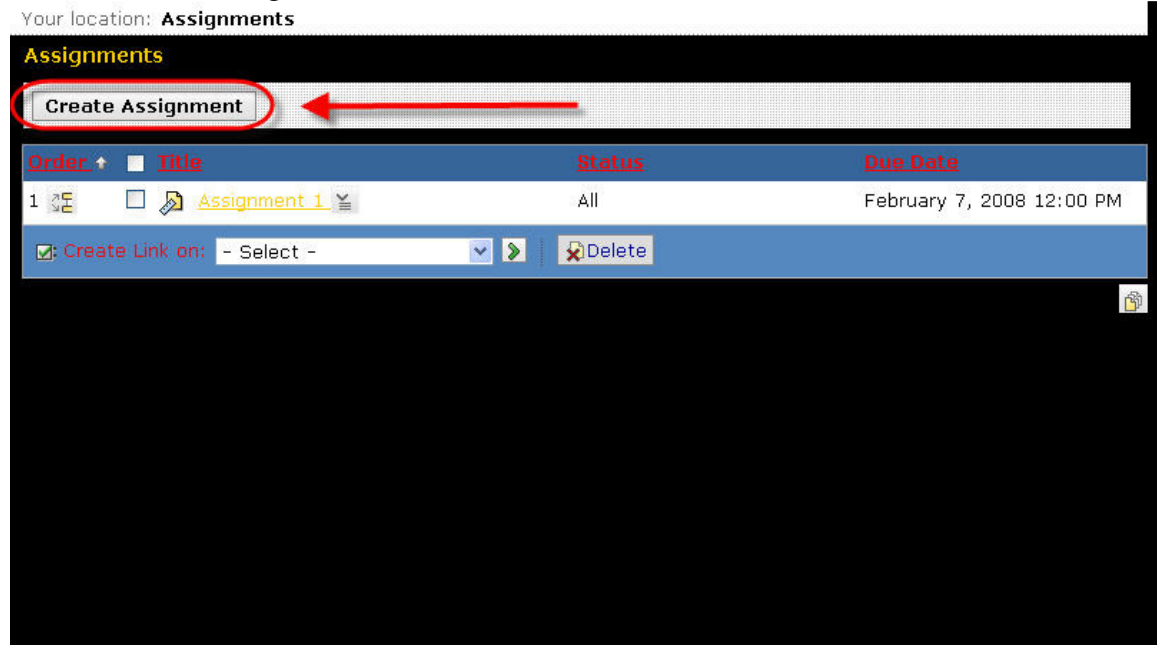 Your location: Assignments
Assignments
Create Assignment
Order Title Status Due Date
1 Assignment 1 All February 7, 2008 12:00 PM
: Create Link on: - Select - Delete